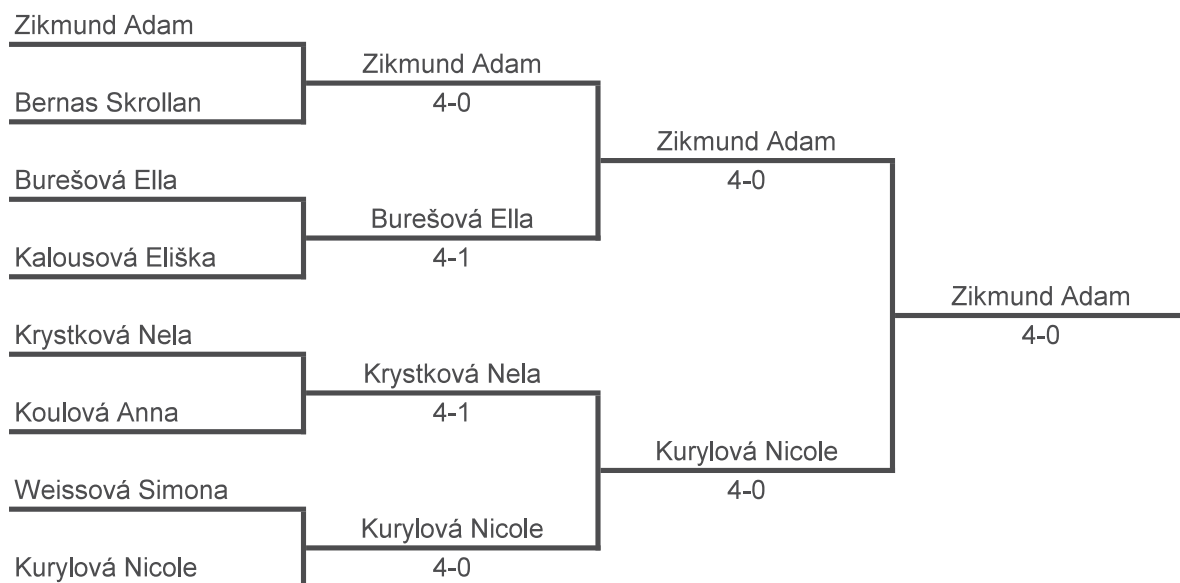 Zikmund Adam
Zikmund Adam
Bernas Skrollan
4-0
Zikmund Adam
Burešová Ella
4-0
Burešová Ella
Kalousová Eliška
4-1
Zikmund Adam
Krystková Nela
4-0
Krystková Nela
Koulová Anna
4-1
Kurylová Nicole
Weissová Simona
4-0
Kurylová Nicole
Kurylová Nicole
4-0